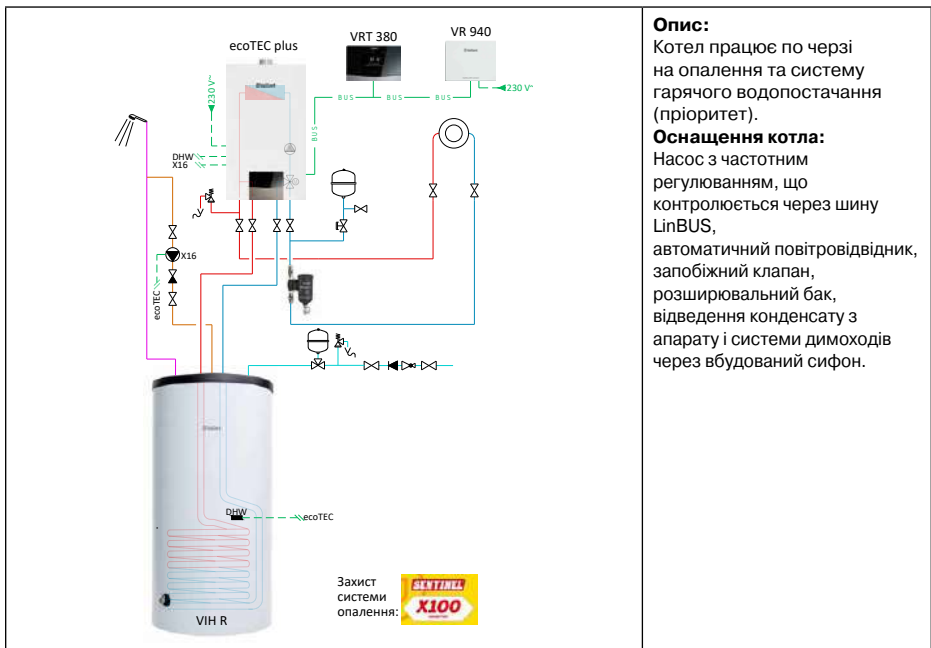 ecoTEC plus
VRT 380
VR 940
Vaillant
230 V~
BUS
BUS
BUS
BUS
230 V~
DHW
X16
X16
ecoTEC
DHW
ecoTEC
VIH R
Захист
системи
опалення:
SENTINEL
X100
Опис:
Котел працює по черзі
на опалення та систему
гарячого водопостачання
(пріоритет).
Оснащення котла:
Насос з частотним
регулюванням, що
контролюється через шину
LinBUS,
автоматичний повітровідвідник,
запобіжний клапан,
розширювальний бак,
відведення конденсату з
апарату і системи димоходів
через вбудований сифон.